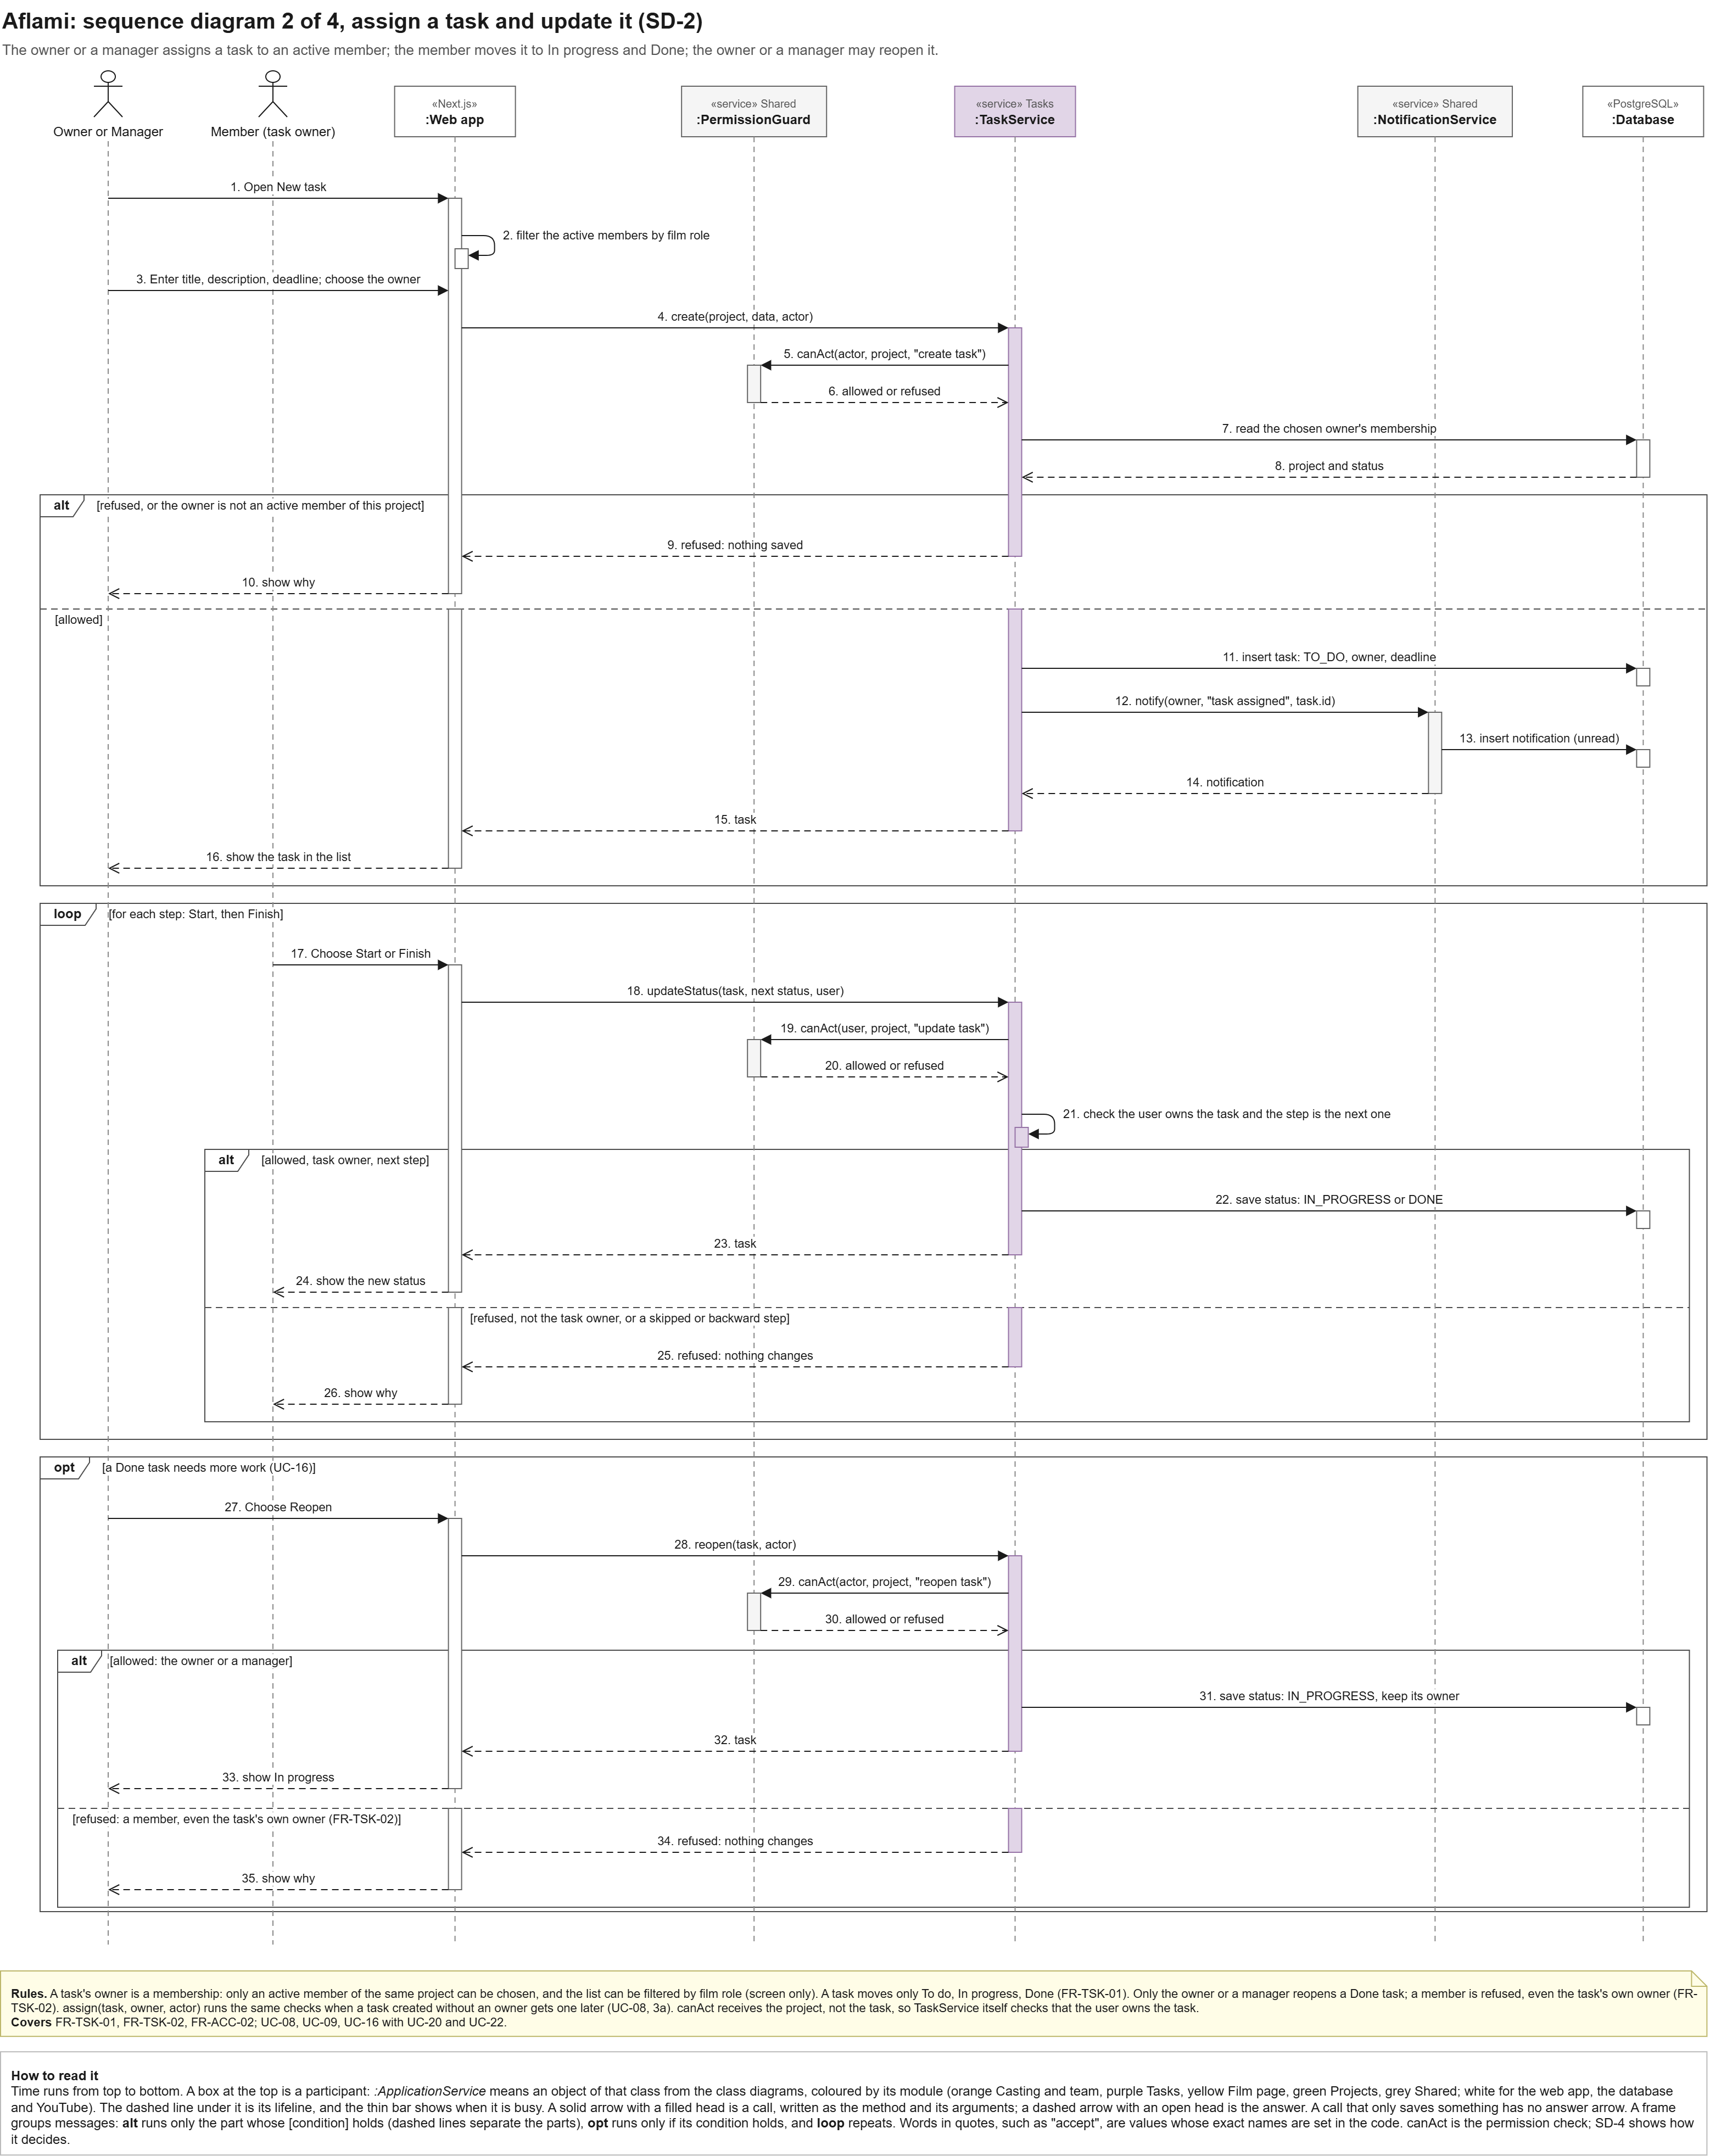 Aflami: sequence diagram 2 of 4, assign a task and update it (SD-2)
The owner or a manager assigns a task to an active member; the member moves it to In progress and Done; the owner or a manager may reopen it.
Owner or Manager
Member (task owner)
«Next.js»
:Web app
«service» Shared
:PermissionGuard
«service» Tasks
:TaskService
«service» Shared
:NotificationService
«PostgreSQL»
:Database
1. Open New task
2. filter the active members by film role
3. Enter title, description, deadline; choose the owner
4. create(project, data, actor)
5. canAct(actor, project, "create task")
6. allowed or refused
7. read the chosen owner's membership
8. project and status
alt
[refused, or the owner is not an active member of this project]
9. refused: nothing saved
10. show why
[allowed]
11. insert task: TO_DO, owner, deadline
12. notify(owner, "task assigned", task.id)
13. insert notification (unread)
14. notification
15. task
16. show the task in the list
loop
[for each step: Start, then Finish]
17. Choose Start or Finish
18. updateStatus(task, next status, user)
19. canAct(user, project, "update task")
20. allowed or refused
21. check the user owns the task and the step is the next one
alt
[allowed, task owner, next step]
22. save status: IN_PROGRESS or DONE
23. task
24. show the new status
[refused, not the task owner, or a skipped or backward step]
25. refused: nothing changes
26. show why
opt
[a Done task needs more work (UC-16)]
27. Choose Reopen
28. reopen(task, actor)
29. canAct(actor, project, "reopen task")
30. allowed or refused
alt
[allowed: the owner or a manager]
31. save status: IN_PROGRESS, keep its owner
32. task
33. show In progress
[refused: a member, even the task's own owner (FR-TSK-02)]
34. refused: nothing changes
35. show why
Rules. A task's owner is a membership: only an active member of the same project can be chosen, and the list can be filtered by film role (screen only). A task moves only To do, In progress, Done (FR-TSK-01). Only the owner or a manager reopens a Done task; a member is refused, even the task's own owner (FR-
TSK-02). assign(task, owner, actor) runs the same checks when a task created without an owner gets one later (UC-08, 3a). canAct receives the project, not the task, so TaskService itself checks that the user owns the task.
Covers FR-TSK-01, FR-TSK-02, FR-ACC-02; UC-08, UC-09, UC-16 with UC-20 and UC-22.
How to read it
Time runs from top to bottom. A box at the top is a participant: :ApplicationService means an object of that class from the class diagrams, coloured by its module (orange Casting and team, purple Tasks, yellow Film page, green Projects, grey Shared; white for the web app, the database
and YouTube). The dashed line under it is its lifeline, and the thin bar shows when it is busy. A solid arrow with a filled head is a call, written as the method and its arguments; a dashed arrow with an open head is the answer. A call that only saves something has no answer arrow. A frame
groups messages: alt runs only the part whose [condition] holds (dashed lines separate the parts), opt runs only if its condition holds, and loop repeats. Words in quotes, such as "accept", are values whose exact names are set in the code. canAct is the permission check; SD-4 shows how
it decides.